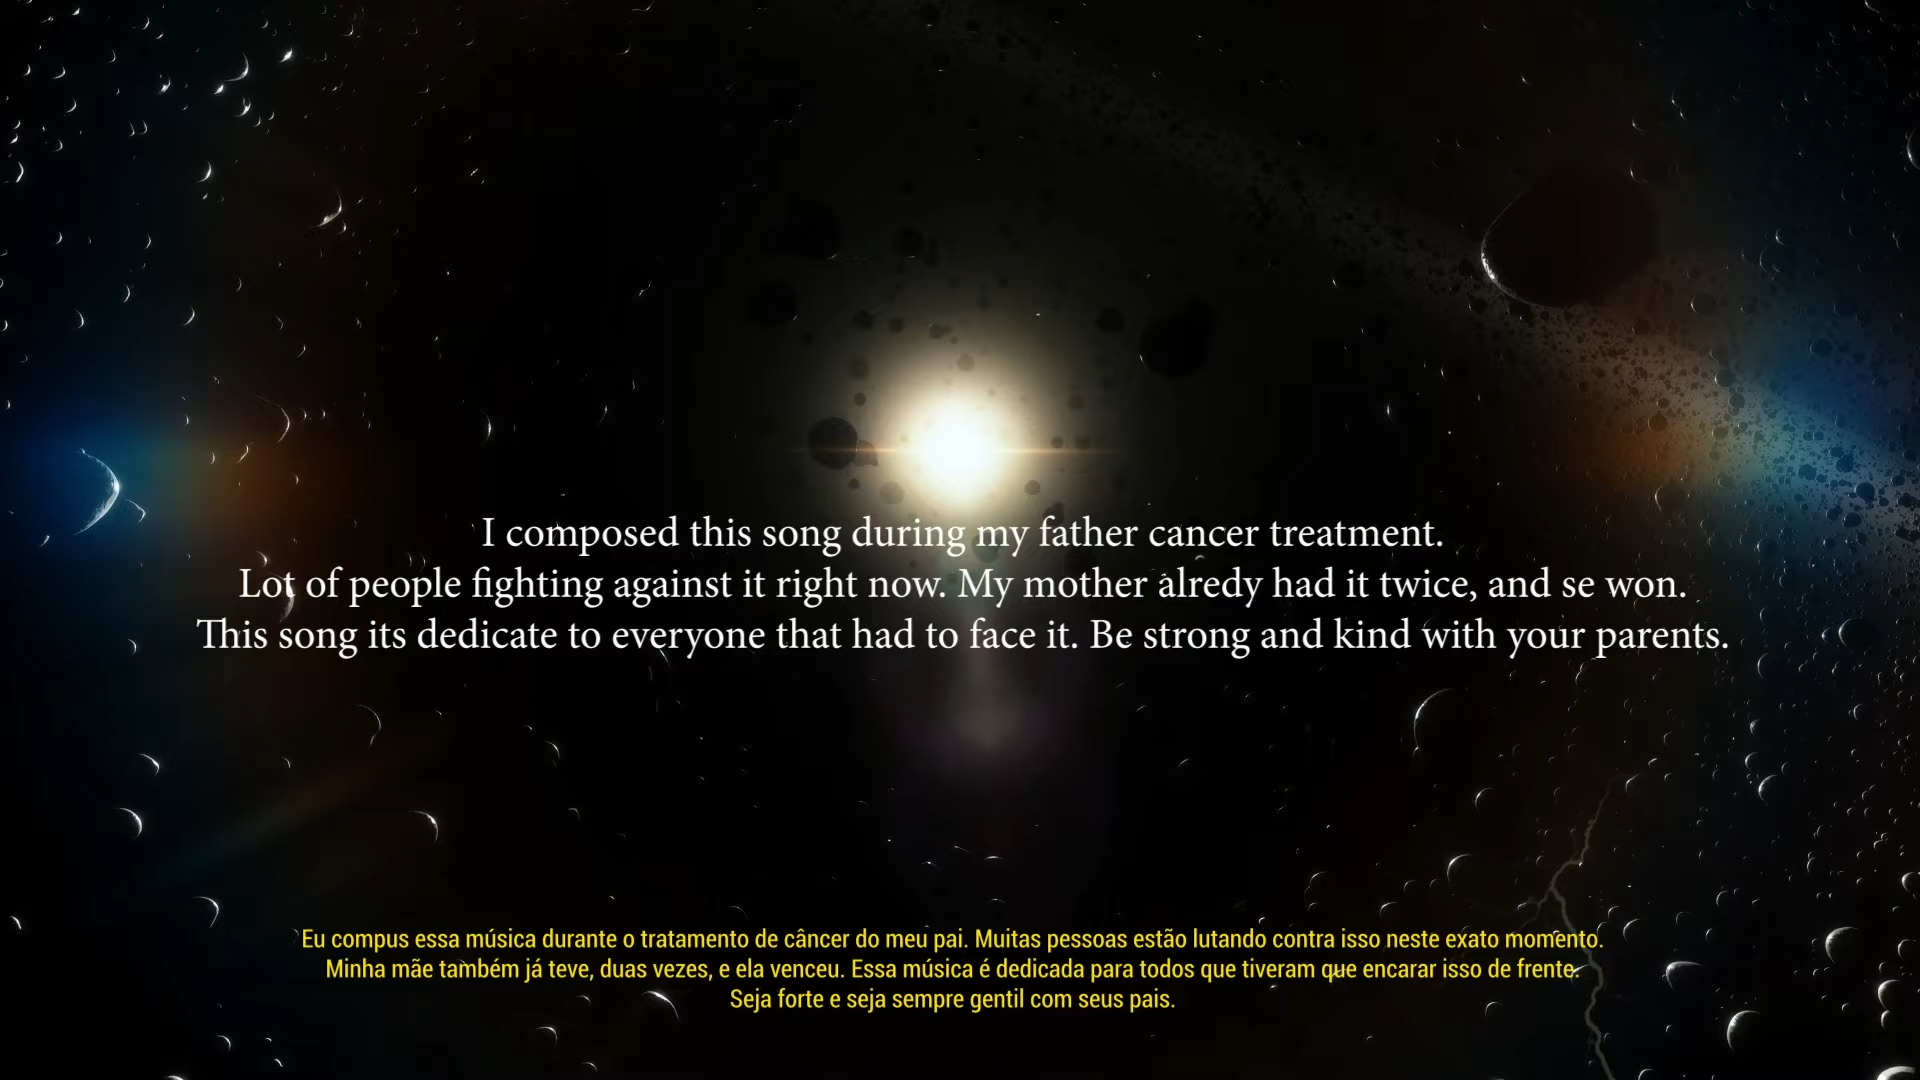 I composed this song during my father cancer treatment.
Lot of people fighting against it right now. My mother alredy had it twice, and se won.
This song its dedicate to everyone that had to face it. Be strong and kind with your parents.
Eu compus essa música durante o tratamento de câncer do meu pai. Muitas pessoas estão lutando contra isso neste exato momento.
Minha mãe também já teve, duas vezes, e ela venceu. Essa música é dedicada para todos que tiveram que encarar isso de frente.
Seja forte e seja sempre gentil com seus pais.